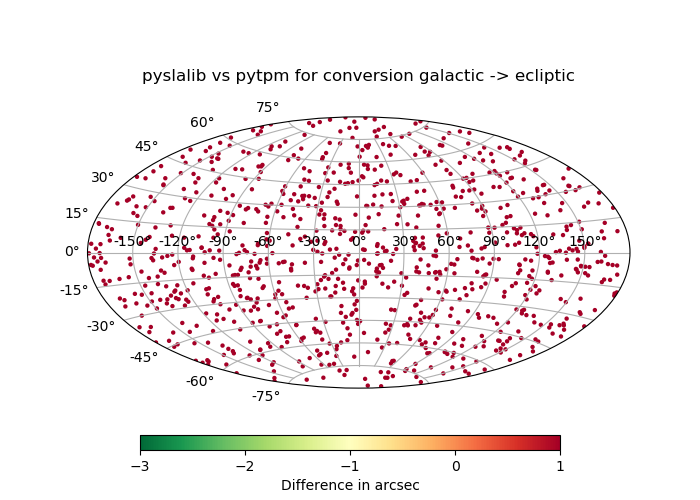 pyslalib vs pytpm for conversion galactic -> ecliptic
75°
60°
45°
30°
15°
-150° -120° -90° -60° -30° 0° 30° 60° 90° 120° 150°
0°
-15°
-30°
-45°
-60°
-75°
−3 −2 −1 0 1
Difference in arcsec